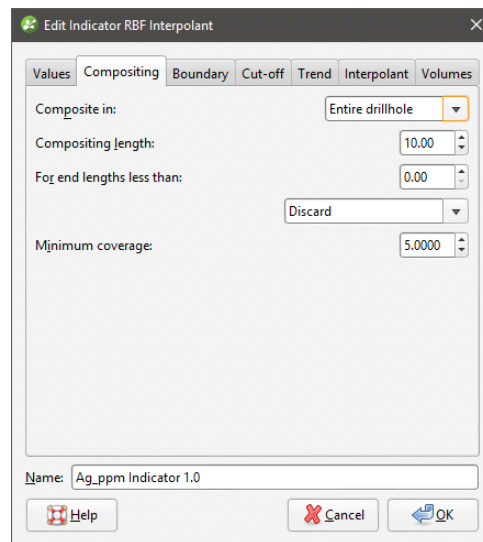 Edit Indicator RBF Interpolant
Values Compositing Boundary Cut-off Trend Interpolant Volumes
Composite in: Entire drillhole
Compositing length: 10.00
For end lengths less than: 0.00
Discard
Minimum coverage: 5.0000
Name: Ag_ppm Indicator 1.0
Help Cancel OK